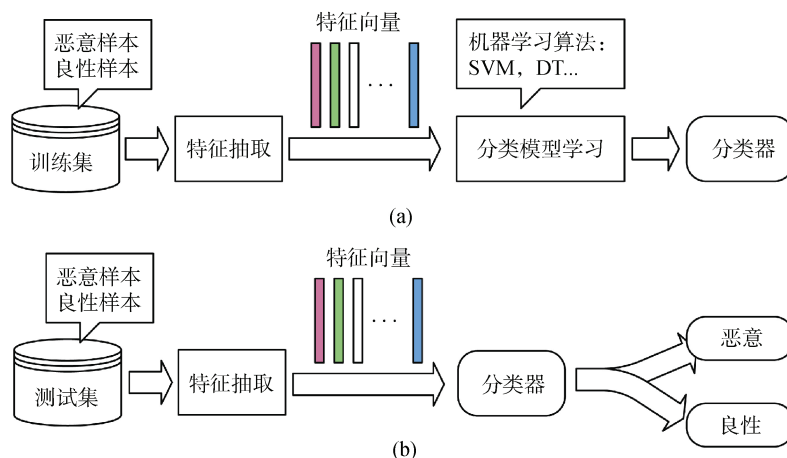 恶意样本
良性样本
特征向量
机器学习算法：
SVM，DT...
训练集
特征抽取
...
分类模型学习
分类器
(a)
恶意样本
良性样本
特征向量
...
测试集
特征抽取
分类器
恶意
良性
(b)